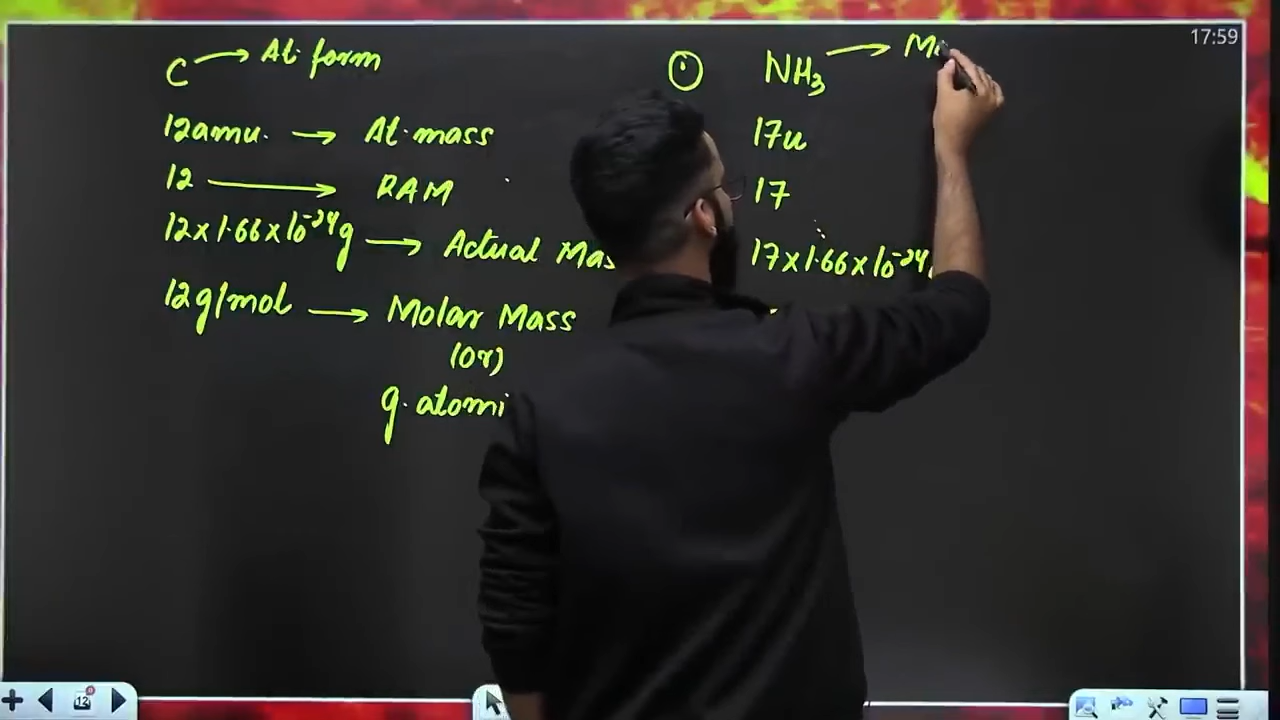 17:59
C → At. form
12amu. → At. mass
12 → RAM
12x1.66x10⁻²⁴g → Actual Mas
12g/mol → Molar Mass
(or)
g. atomi
NH₃ →
17u
17
17x1.66x10⁻²⁴
12